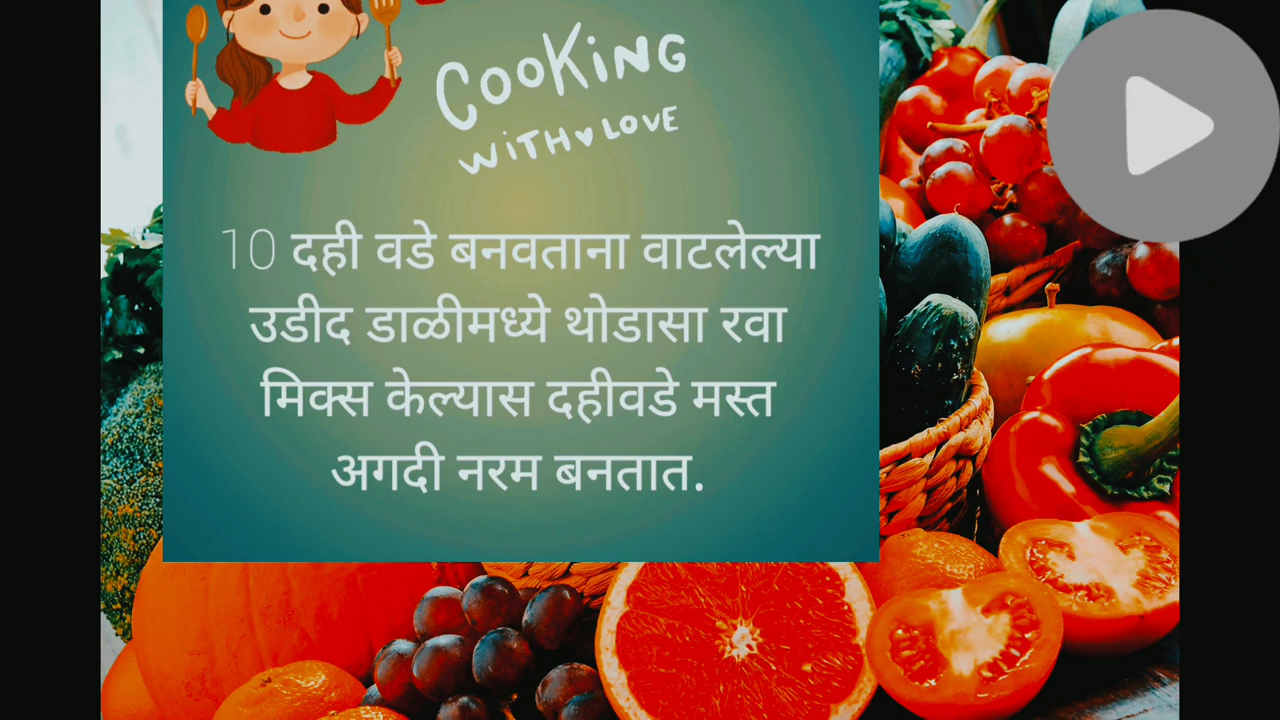 COOKING
WITH LOVE
10 दही वडे बनवताना वाटलेल्या
उडीद डाळीमध्ये थोडासा रवा
मिक्स केल्यास दहीवडे मस्त
अगदी नरम बनतात.